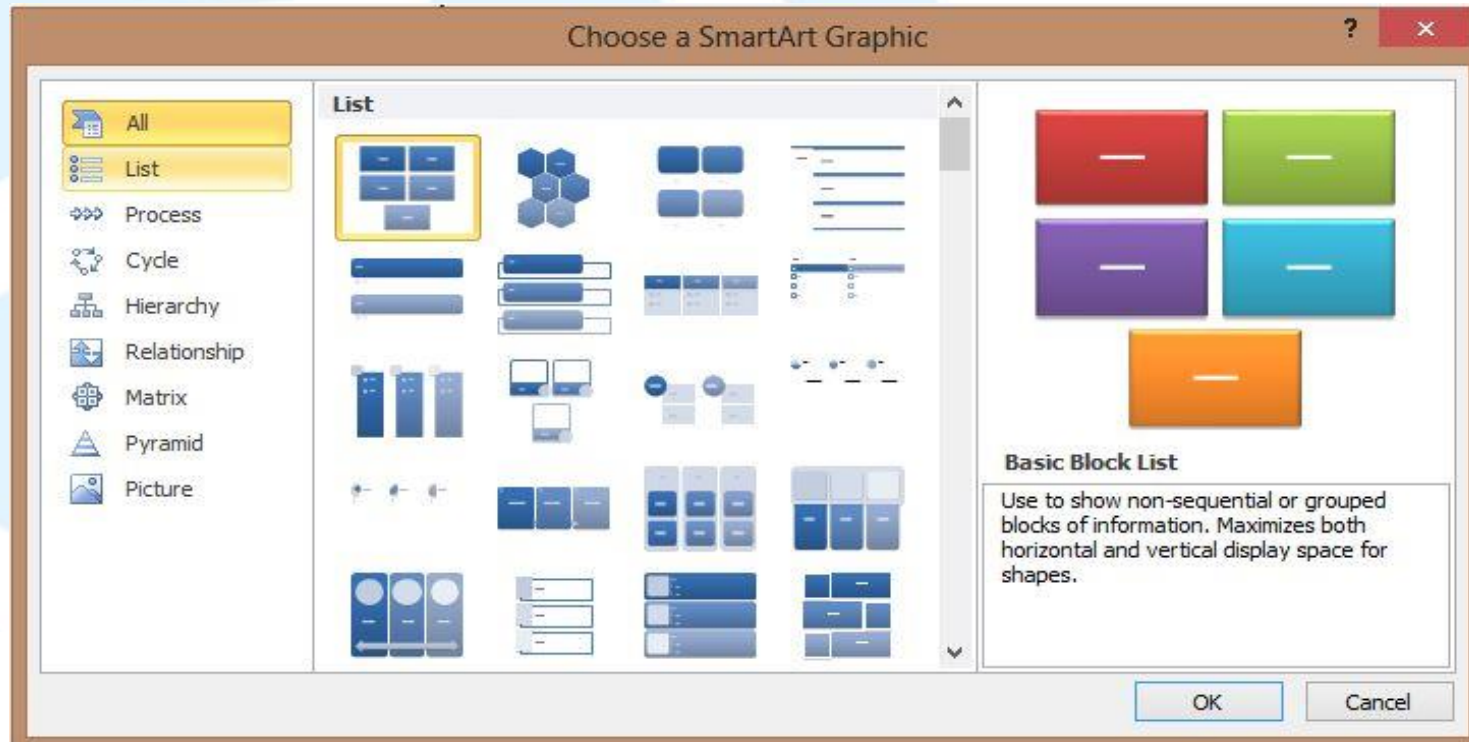 Choose a SmartArt Graphic
?
All
List
Process
Cycle
Hierarchy
Relationship
Matrix
Pyramid
Picture
List
Basic Block List
Use to show non-sequential or grouped
blocks of information. Maximizes both
horizontal and vertical display space for
shapes.
OK
Cancel